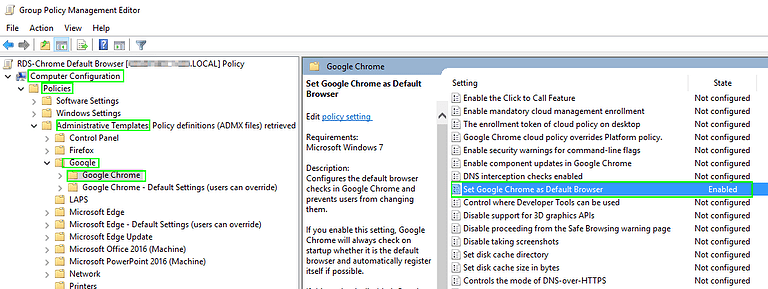 Group Policy Management Editor
File Action View Help
RDS-Chrome Default Browser [ .LOCAL] Policy
Computer Configuration
Policies
Software Settings
Windows Settings
Administrative Templates Policy definitions (ADMX files) retrieved
Control Panel
Firefox
Google
Google Chrome
Google Chrome - Default Settings (users can override)
LAPS
Microsoft Edge
Microsoft Edge - Default Settings (users can override)
Microsoft Edge Update
Microsoft Office 2016 (Machine)
Microsoft PowerPoint 2016 (Machine)
Network
Printers
Google Chrome
Set Google Chrome as Default
Browser
Edit policy setting
Requirements:
Microsoft Windows 7
Description:
Configures the default browser
checks in Google Chrome and
prevents users from changing
them.
If you enable this setting, Google
Chrome will always check on
startup whether it is the default
browser and automatically register
itself if possible.
Setting State
Enable the Click to Call Feature Not configured
Enable mandatory cloud management enrollment Not configured
The enrollment token of cloud policy on desktop Not configured
Google Chrome cloud policy overrides Platform policy. Not configured
Enable security warnings for command-line flags Not configured
Enable component updates in Google Chrome Not configured
DNS interception checks enabled Not configured
Set Google Chrome as Default Browser Enabled
Control where Developer Tools can be used Not configured
Disable support for 3D graphics APIs Not configured
Disable proceeding from the Safe Browsing warning page Not configured
Disable taking screenshots Not configured
Set disk cache directory Not configured
Set disk cache size in bytes Not configured
Controls the mode of DNS-over-HTTPS Not configured